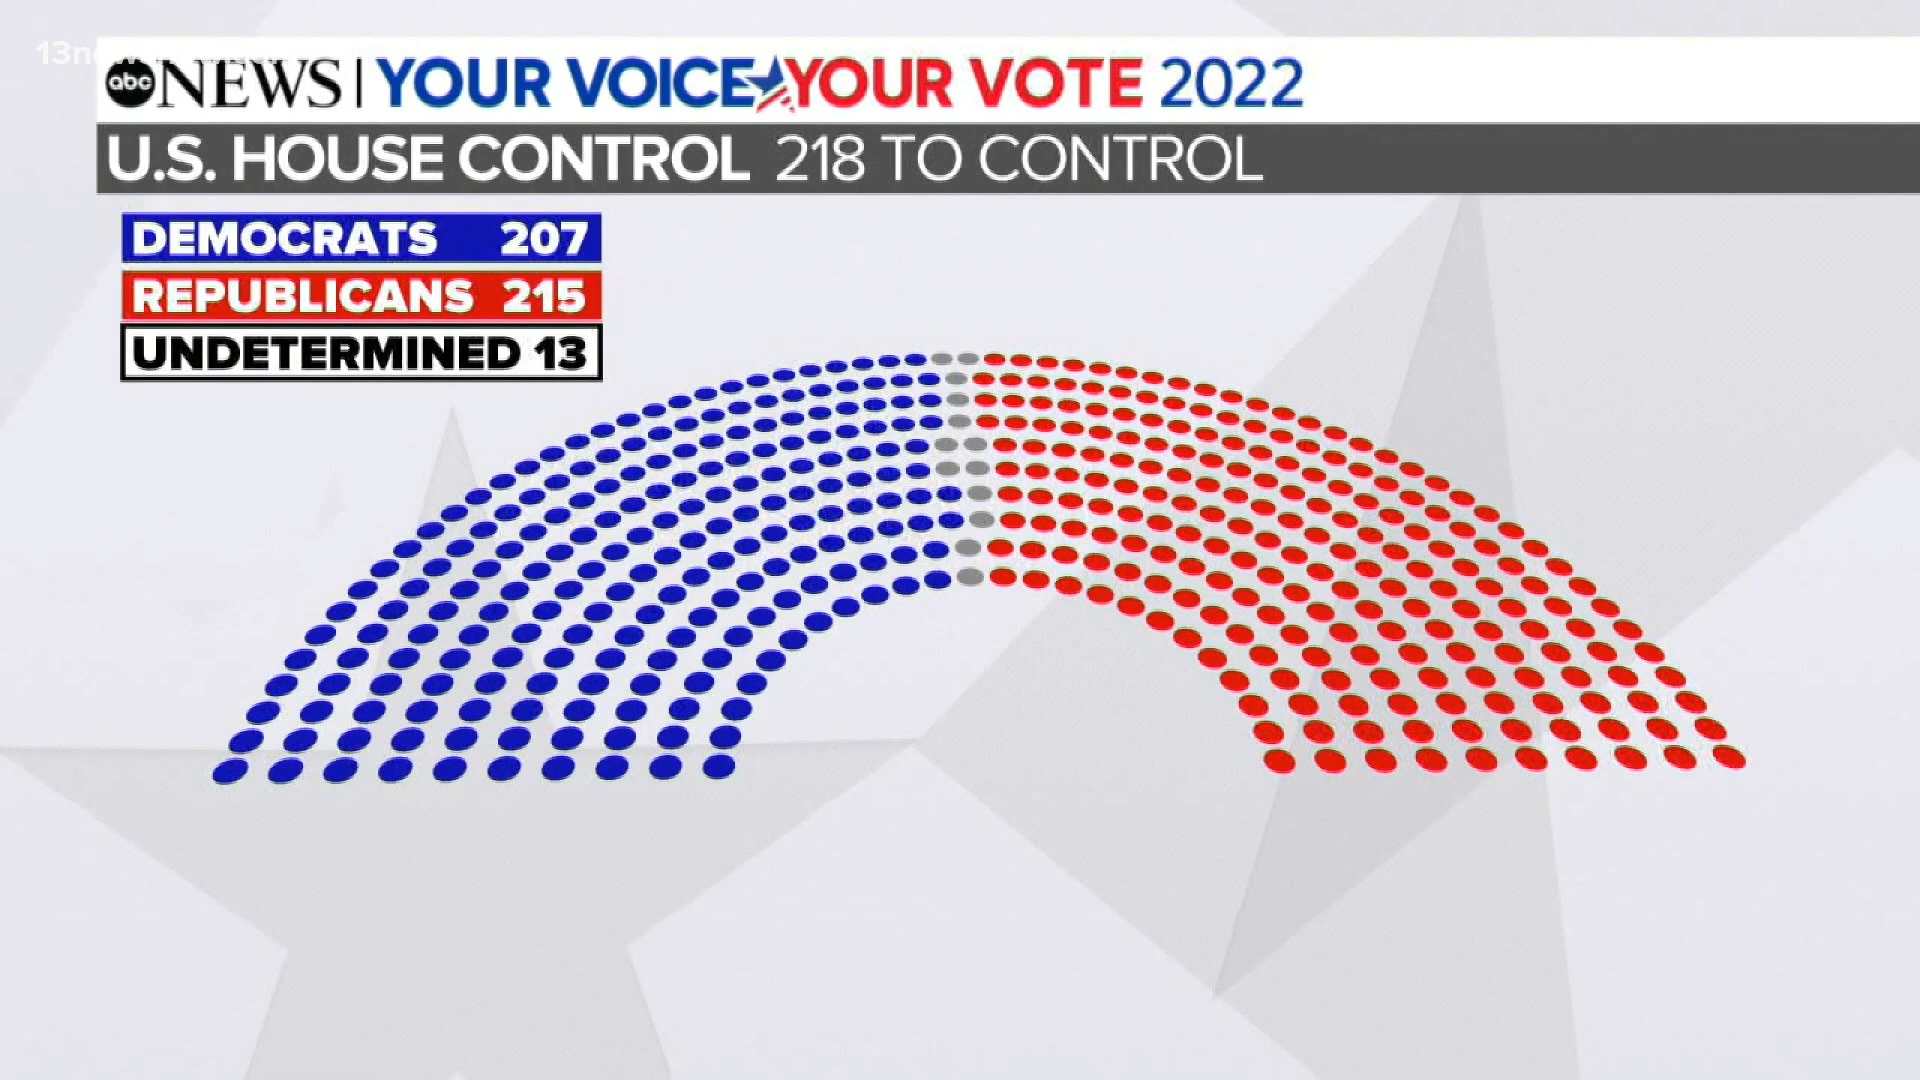 abc NEWS | YOUR VOICE YOUR VOTE 2022
U.S. HOUSE CONTROL 218 TO CONTROL
DEMOCRATS 207
REPUBLICANS 215
UNDETERMINED 13